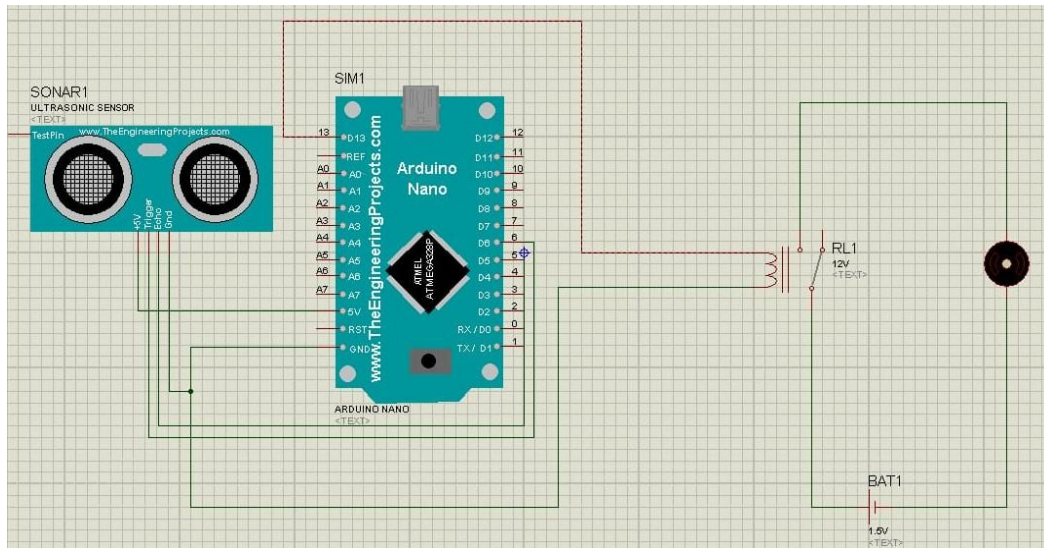 SONAR1
ULTRASONIC SENSOR
<TEXT>
TestPin
www.TheEngineeringProjects.com
+5V
Trigger
Echo
Gnd
SIM1
www.TheEngineeringProjects.com
Arduino
Nano
ATMEL
ATMEGA328P
13 D13
REF
A0 A0
A1 A1
A2 A2
A3 A3
A4 A4
A5 A5
A6 A6
A7 A7
5V
RST
GND
D12 12
D11 11
D10 10
D9 9
D8 8
D7 7
D6 6
D5 5
D4 4
D3 3
D2 2
RX / D0 0
TX / D1 1
ARDUINO NANO
<TEXT>
RL1
12V
<TEXT>
BAT1
1.5V
<TEXT>